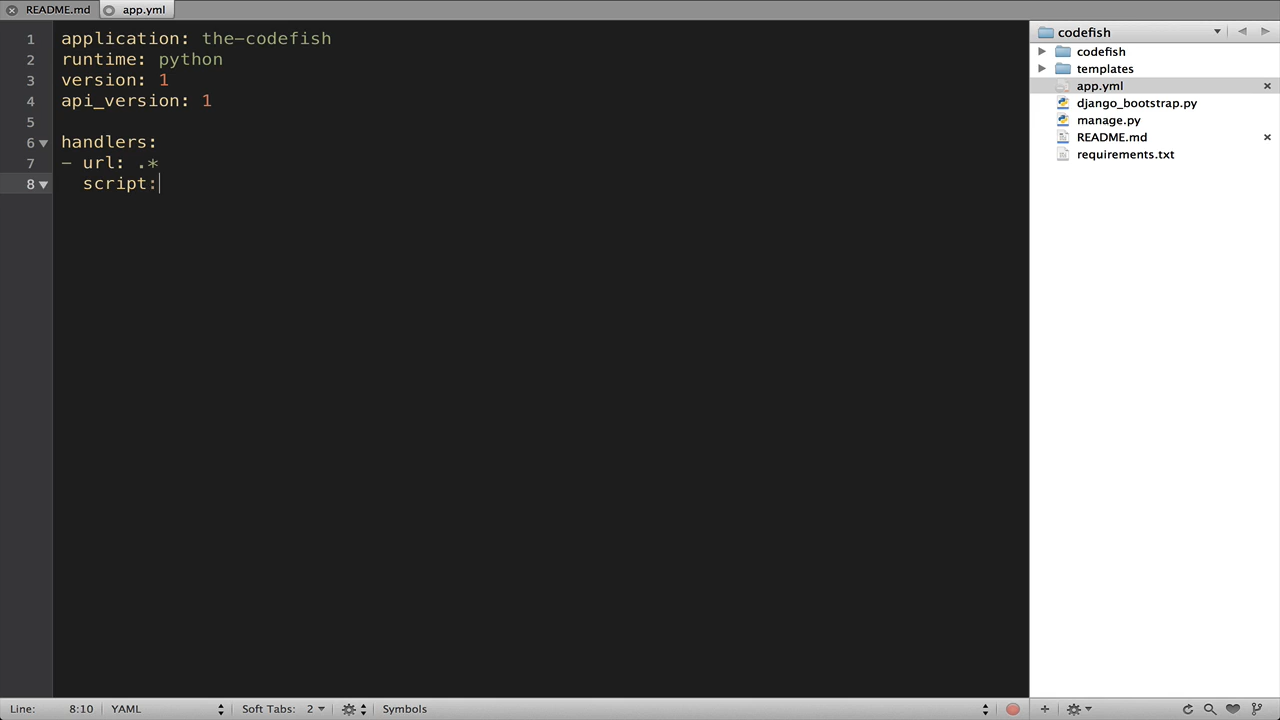 README.md
app.yml
1 application: the-codefish
2 runtime: python
3 version: 1
4 api_version: 1
5
6 handlers:
7 - url: .*
8 script:
codefish
codefish
templates
app.yml
django_bootstrap.py
manage.py
README.md
requirements.txt
Line: 8:10 YAML Soft Tabs: 2 Symbols